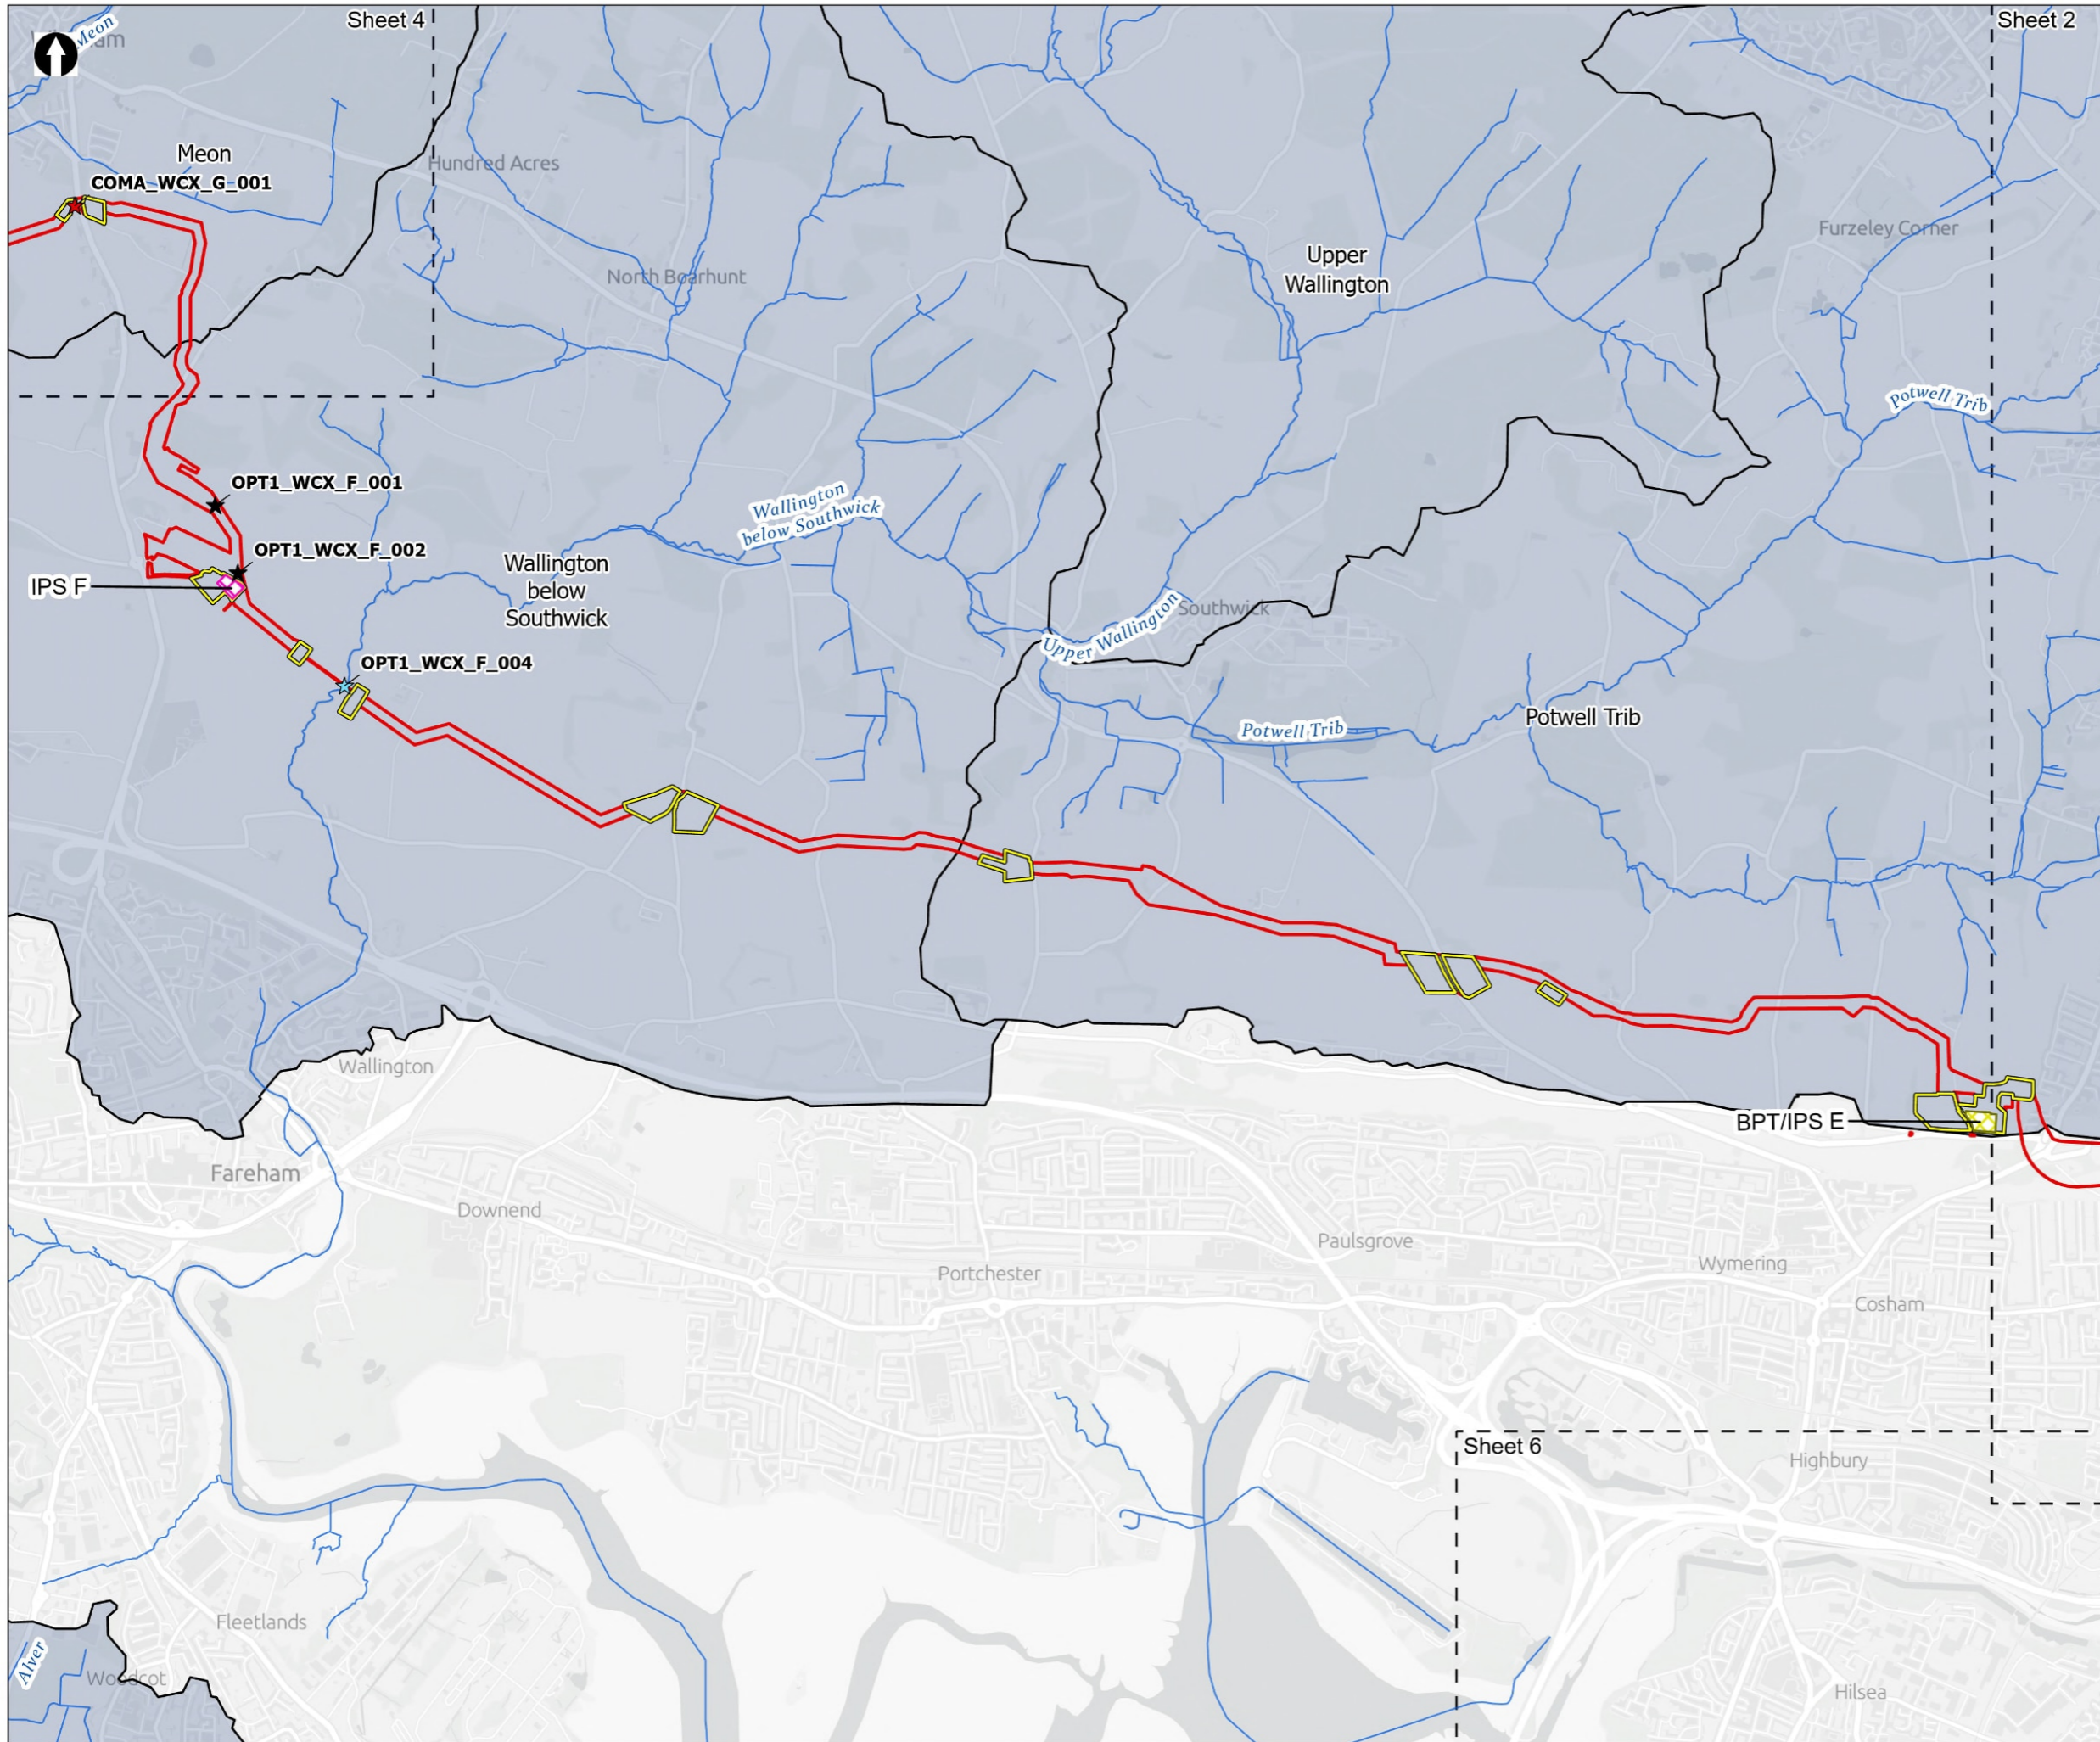 Sheet 4
Sheet 2
Meon
Meon
COMA_WCX_G_001
Hundred Acres
North Boarhunt
Upper
Wallington
Furzeley Corner
Potwell Trib
OPT1_WCX_F_001
Wallington
below Southwick
OPT1_WCX_F_002
IPS F
Wallington
below
Southwick
Upper Wallington
Southwick
OPT1_WCX_F_004
Potwell Trib
Potwell Trib
Wallington
BPT/IPS E
Fareham
Downend
Paulsgrove
Portchester
Wymering
Cosham
Sheet 6
Highbury
Fleetlands
Alver
Woodcot
Hilsea